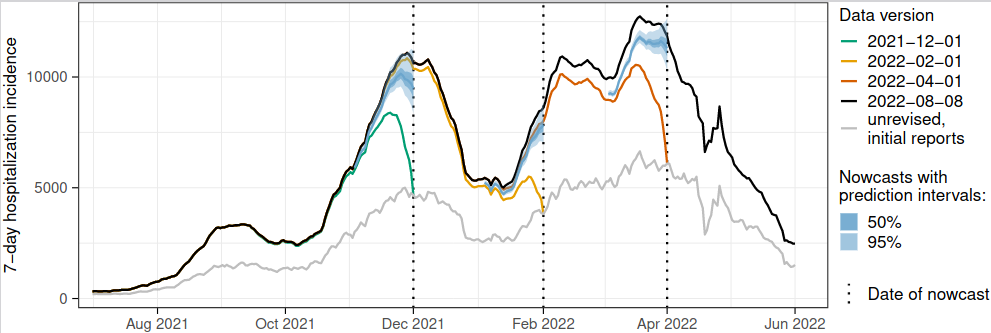 7−day hospitalization incidence
10000
5000
0
Aug 2021
Oct 2021
Dec 2021
Feb 2022
Apr 2022
Jun 2022
Data version
2021−12−01
2022−02−01
2022−04−01
2022−08−08
unrevised,
initial reports
Nowcasts with
prediction intervals:
50%
95%
Date of nowcast